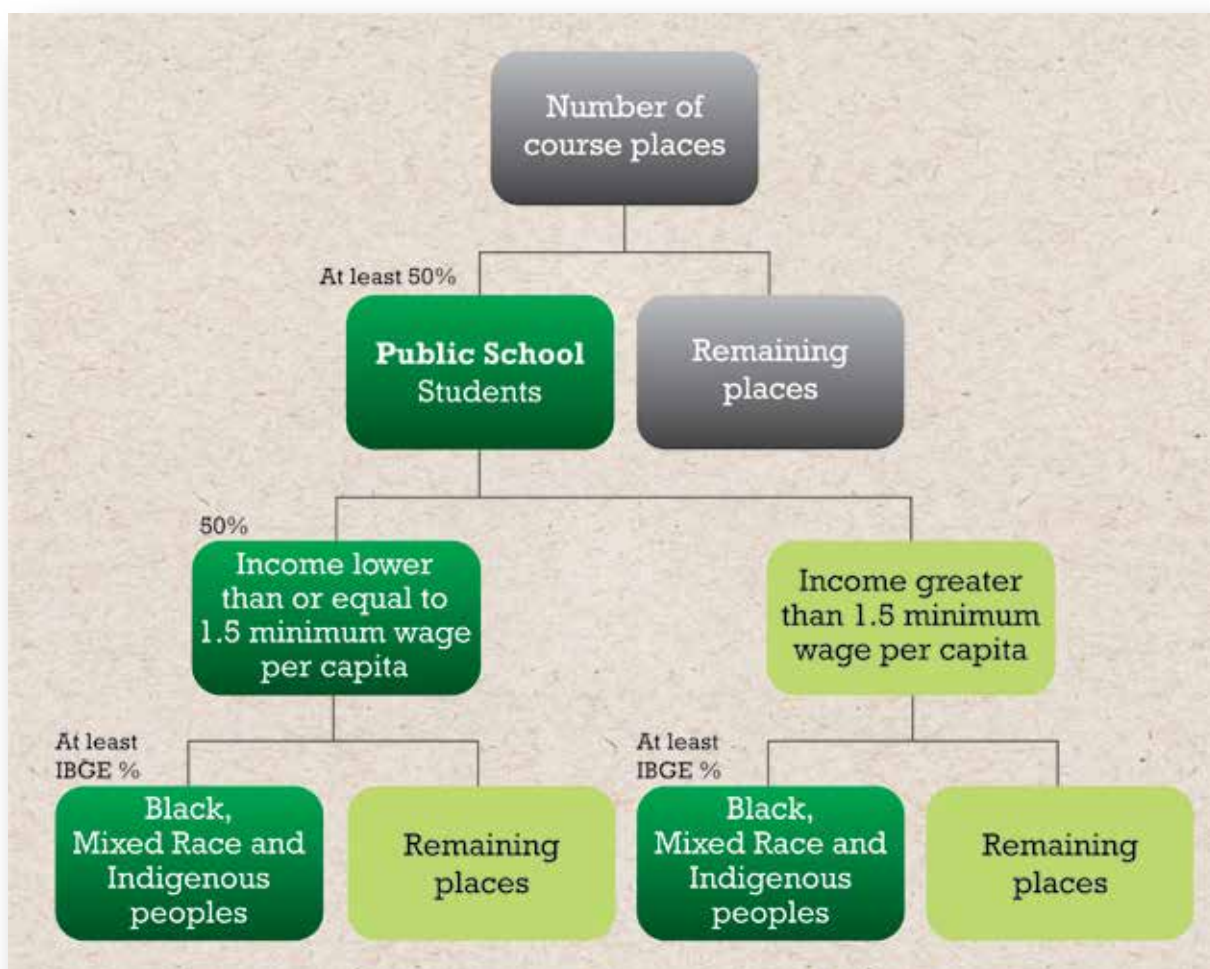 Number of
course places
At least 50%
Public School
Students
Remaining
places
50%
Income lower
than or equal to
1.5 minimum wage
per capita
Income greater
than 1.5 minimum
wage per capita
At least
IBGE %
Black,
Mixed Race and
Indigenous
peoples
Remaining
places
At least
IBGE %
Black,
Mixed Race and
Indigenous
peoples
Remaining
places